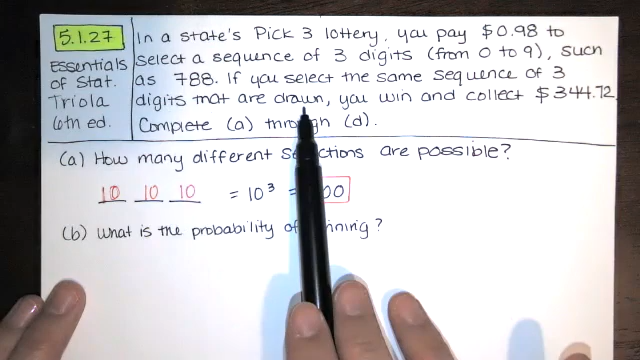 5.1.27
Essentials
of Stat.
Triola
6th ed.
In a state's Pick 3 lottery, you pay $0.98 to
select a sequence of 3 digits (from 0 to 9), such
as 788. If you select the same sequence of 3
digits that are drawn, you win and collect $344.72.
Complete (a) through (d).
(a) How many different selections are possible?
10 10 10 = 10³ =
(b) What is the probability of winning?